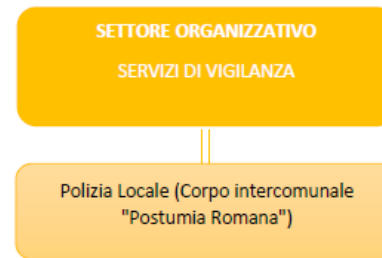 SETTORE ORGANIZZATIVO
SERVIZI DI VIGILANZA
Polizia Locale (Corpo intercomunale
"Postumia Romana")